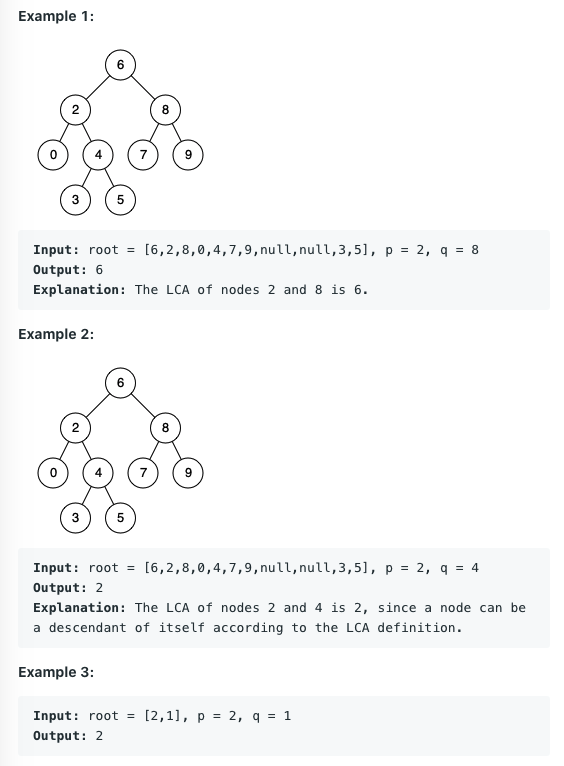 Example 1:
6
2 8
0 4 7 9
3 5
Input: root = [6,2,8,0,4,7,9,null,null,3,5], p = 2, q = 8
Output: 6
Explanation: The LCA of nodes 2 and 8 is 6.
Example 2:
6
2 8
0 4 7 9
3 5
Input: root = [6,2,8,0,4,7,9,null,null,3,5], p = 2, q = 4
Output: 2
Explanation: The LCA of nodes 2 and 4 is 2, since a node can be
a descendant of itself according to the LCA definition.
Example 3:
Input: root = [2,1], p = 2, q = 1
Output: 2